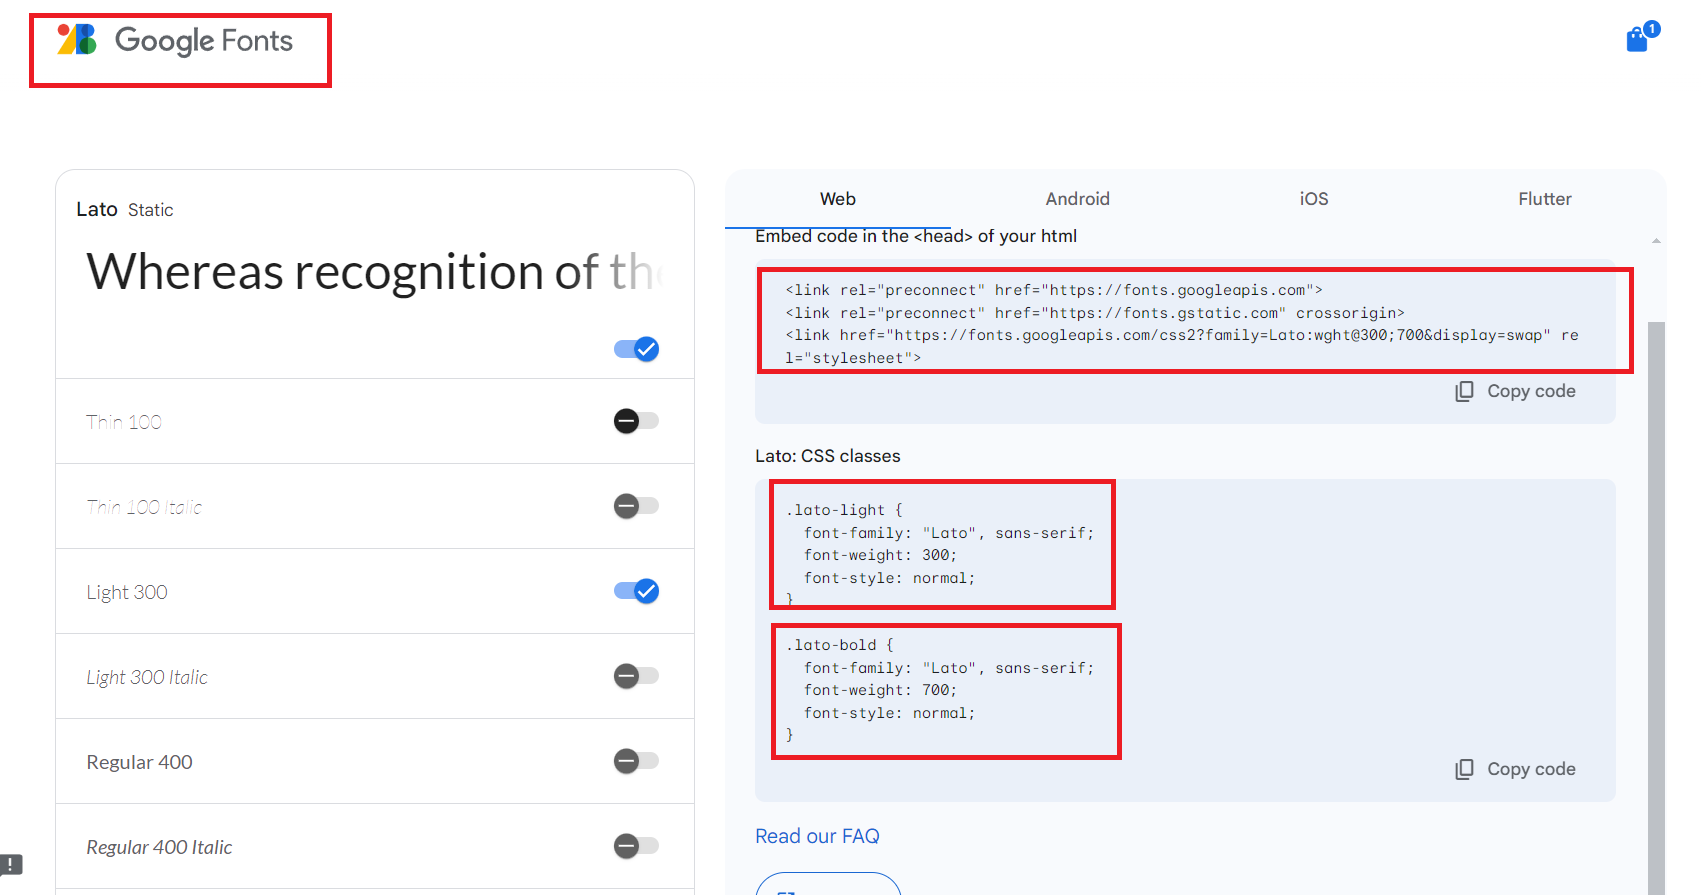 Google Fonts
1
Lato Static
Whereas recognition of the
Thin 100
Thin 100 Italic
Light 300
Light 300 Italic
Regular 400
Regular 400 Italic
Web Android iOS Flutter
Embed code in the <head> of your html
<link rel="preconnect" href="https://fonts.googleapis.com">
<link rel="preconnect" href="https://fonts.gstatic.com" crossorigin>
<link href="https://fonts.googleapis.com/css2?family=Lato:wght@300;700&display=swap" re
l="stylesheet">
Copy code
Lato: CSS classes
.lato-light {
font-family: "Lato", sans-serif;
font-weight: 300;
font-style: normal;
}
.lato-bold {
font-family: "Lato", sans-serif;
font-weight: 700;
font-style: normal;
}
Copy code
Read our FAQ